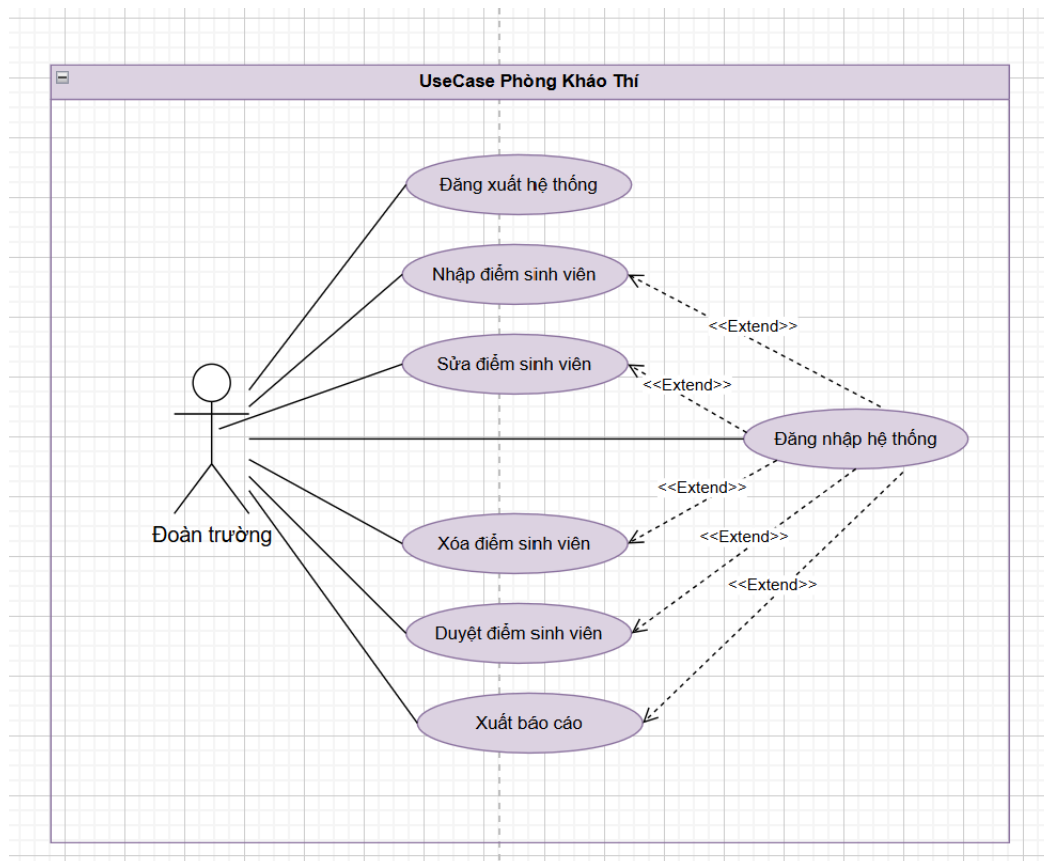 UseCase Phòng Kháo Thí
Đăng xuất hệ thống
Nhập điểm sinh viên
<<Extend>>
Sửa điểm sinh viên
<<Extend>>
Đăng nhập hệ thống
<<Extend>>
Đoàn trường
Xóa điểm sinh viên
<<Extend>>
<<Extend>>
Duyệt điểm sinh viên
Xuất báo cáo